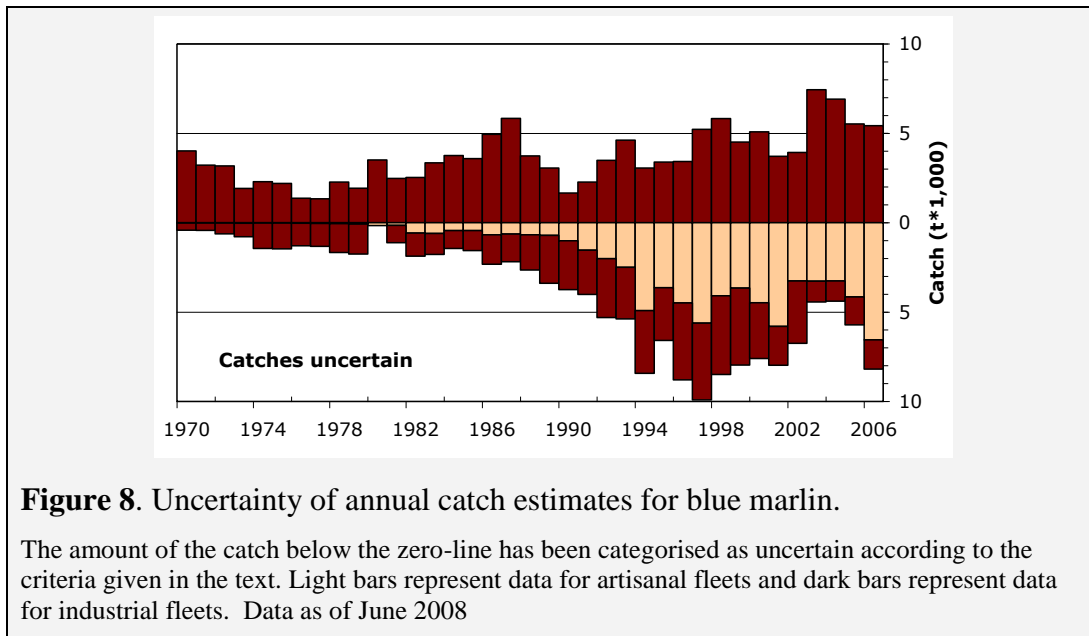 10
5
0
5
10
Catch (t*1,000)
Catches uncertain
1970 1974 1978 1982 1986 1990 1994 1998 2002 2006
Figure 8. Uncertainty of annual catch estimates for blue marlin.
The amount of the catch below the zero-line has been categorised as uncertain according to the
criteria given in the text. Light bars represent data for artisanal fleets and dark bars represent data
for industrial fleets. Data as of June 2008